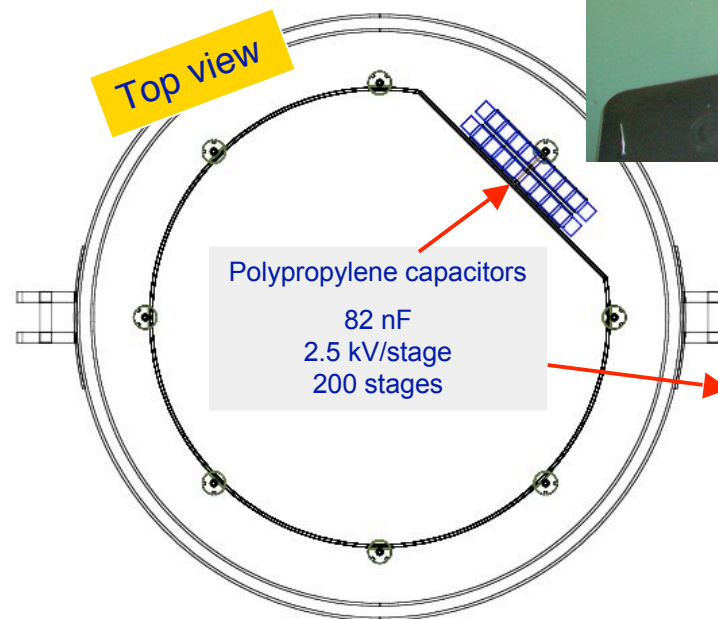 Top view
Polypropylene capacitors
82 nF
2.5 kV/stage
200 stages